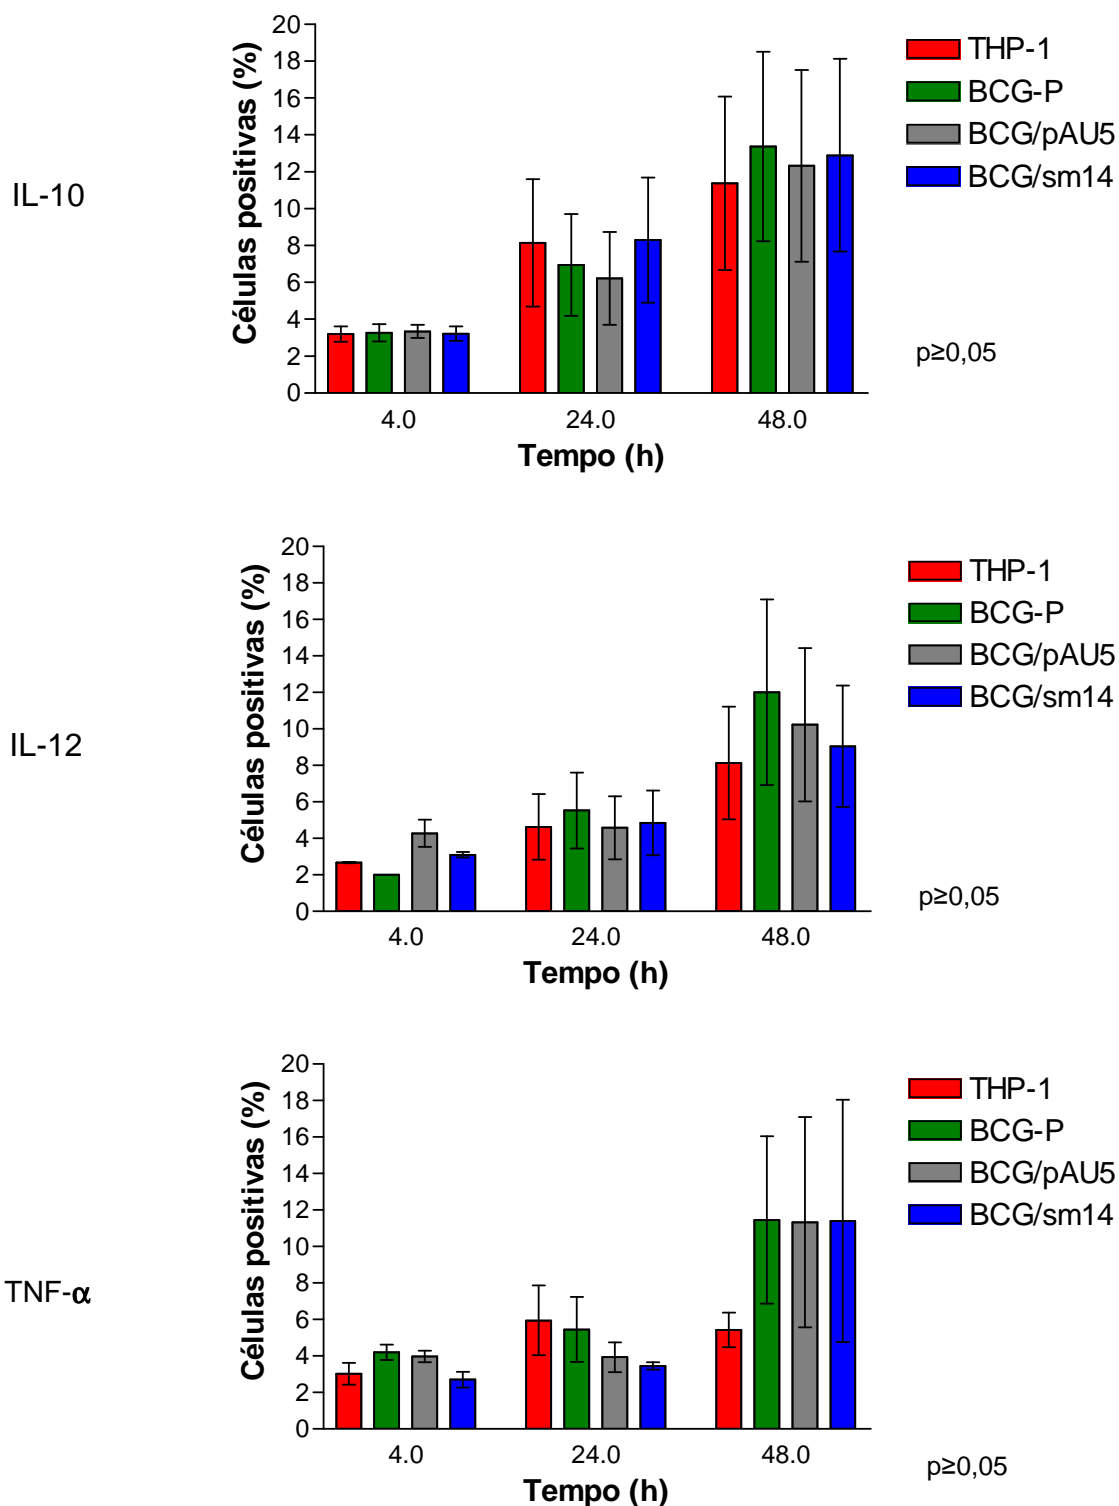 IL-10
Células positivas (%)
20
18
16
14
12
10
8
6
4
2
0
4.0 24.0 48.0
Tempo (h)
THP-1
BCG-P
BCG/pAU5
BCG/sm14
p≥0,05
IL-12
Células positivas (%)
20
18
16
14
12
10
8
6
4
2
0
4.0 24.0 48.0
Tempo (h)
THP-1
BCG-P
BCG/pAU5
BCG/sm14
p≥0,05
TNF-α
Células positivas (%)
20
18
16
14
12
10
8
6
4
2
0
4.0 24.0 48.0
Tempo (h)
THP-1
BCG-P
BCG/pAU5
BCG/sm14
p≥0,05